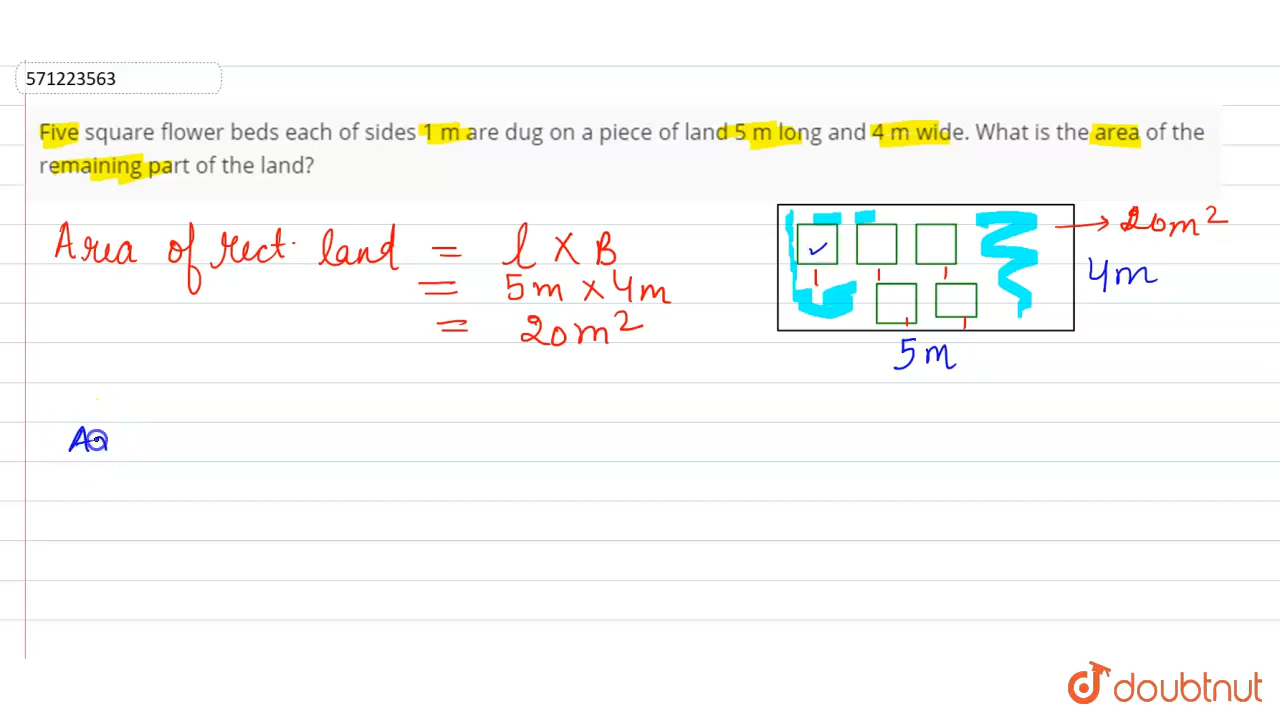 571223563
Five square flower beds each of sides 1 m are dug on a piece of land 5 m long and 4 m wide. What is the area of the
remaining part of the land?
Area of rect. land = l × B
= 5m × 4m
= 20m²
20m²
4m
5m
doubtnut